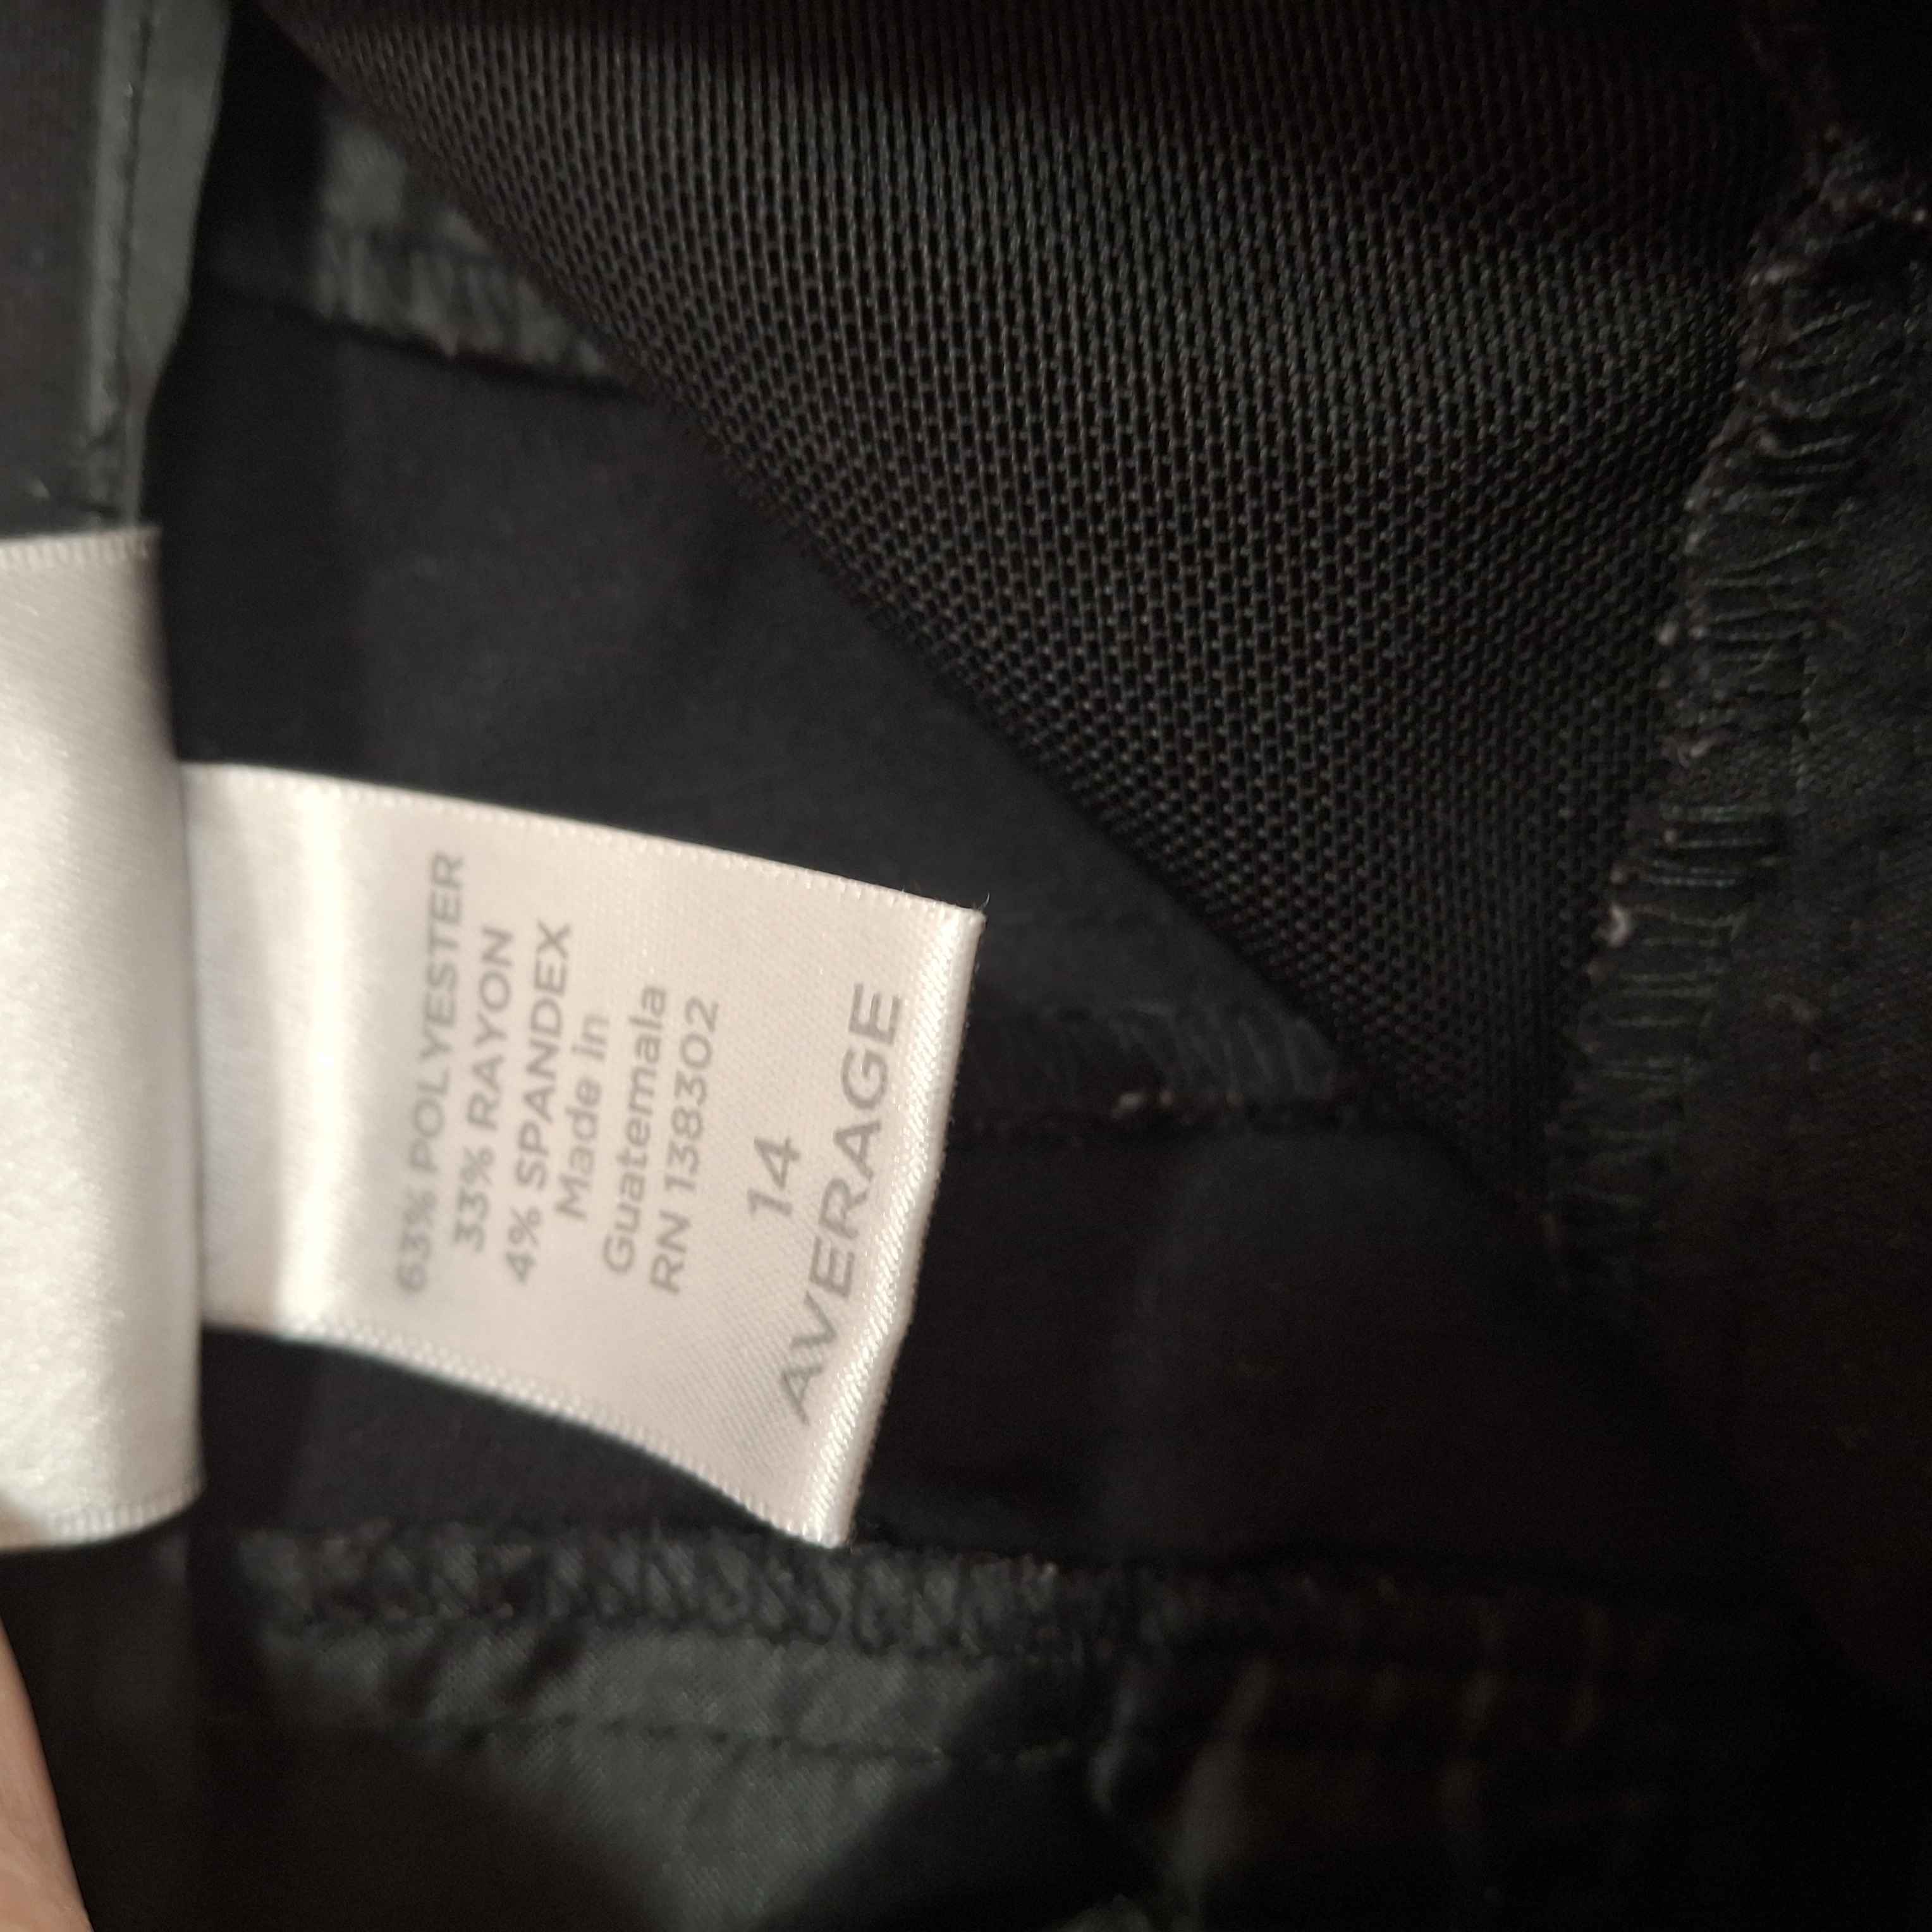 63% POLYESTER
33% RAYON
4% SPANDEX
Made in
Guatemala
RN 138302
14
AVERAGE